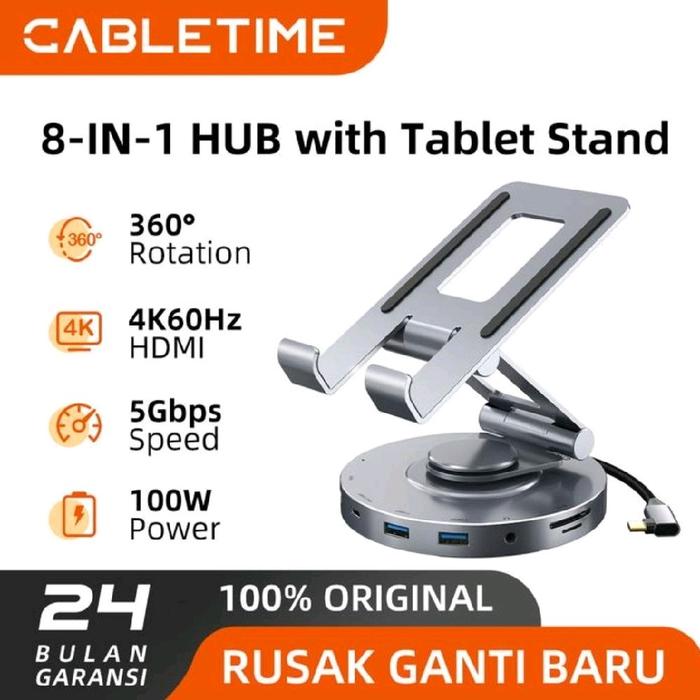 CABLETIME
8-IN-1 HUB with Tablet Stand
360°
360°
Rotation
4K
4K60Hz
HDMI
5Gbps
Speed
100W
Power
24
BULAN
GARANSI
100% ORIGINAL
RUSAK GANTI BARU